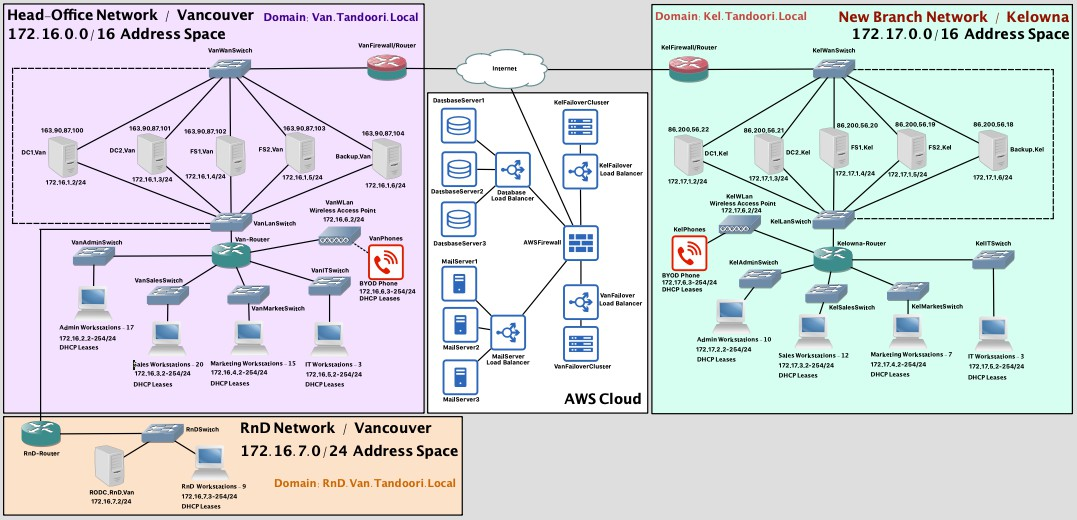 Head-Office Network / Vancouver
Domain: Van.Tandoori.Local
172.16.0.0/16 Address Space
VanWanSwitch
VanFirewall/Router
163,90,87,100
163,90,87,101
163,90,87,102
163,90,87,103
163,90,87,104
DC1,Van
DC2,Van
FS1,Van
FS2,Van
Backup,Van
172,16,1,2/24
172,16,1,3/24
172,16,1,4/24
172,16,1,5/24
172,16,1,6/24
VanLanSwitch
VanWLan
Wireless Access Point
172,16,6,2/24
VanAdminSwitch
Van-Router
VanPhones
BYOD Phone
172,16,6,3-254/24
DHCP Leases
VanSalesSwitch
VanMarketSwitch
VanITSwitch
Admin Workstations - 17
172,16,2,2-254/24
DHCP Leases
Sales Workstations - 20
172,16,3,2-254/24
DHCP Leases
Marketing Workstations - 15
172,16,4,2-254/24
DHCP Leases
IT Workstations - 3
172,16,5,2-254/24
DHCP Leases
Internet
DatbaseServer1
DatbaseServer2
DatbaseServer3
Database
Load Balancer
KelFailoverCluster
KelFailover
Load Balancer
AWSFirewall
MailServer1
MailServer2
MailServer3
MailServer
Load Balancer
VanFailover
Load Balancer
VanFailoverCluster
AWS Cloud
Domain: Kel.Tandoori.Local
New Branch Network / Kelowna
172.17.0.0/16 Address Space
KelFirewall/Router
KelWanSwitch
86,200,56,22
86,200,56,21
86,200,56,20
86,200,56,19
86,200,56,18
DC1,Kel
DC2,Kel
FS1,Kel
FS2,Kel
Backup,Kel
172,17,1,2/24
172,17,1,3/24
172,17,1,4/24
172,17,1,5/24
172,17,1,6/24
KelWLan
Wireless Access Point
172,17,6,2/24
KelLanSwitch
KelPhones
BYOD Phone
172,17,6,3-254/24
DHCP Leases
Kelowna-Router
KelITSwitch
KelAdminSwitch
KelSalesSwitch
KelMarketSwitch
Admin Workstations - 10
172,17,2,2-254/24
DHCP Leases
Sales Workstations - 12
172,17,3,2-254/24
DHCP Leases
Marketing Workstations - 7
172,17,4,2-254/24
DHCP Leases
IT Workstations - 3
172,17,5,2-254/24
DHCP Leases
RnD-Router
RnDSwitch
RnD Network / Vancouver
172.16.7.0/24 Address Space
Domain: RnD.Van.Tandoori.Local
RODC,RnD,Van
172,16,7,2/24
RnD Workstations - 9
172,16,7,3-254/24
DHCP Leases